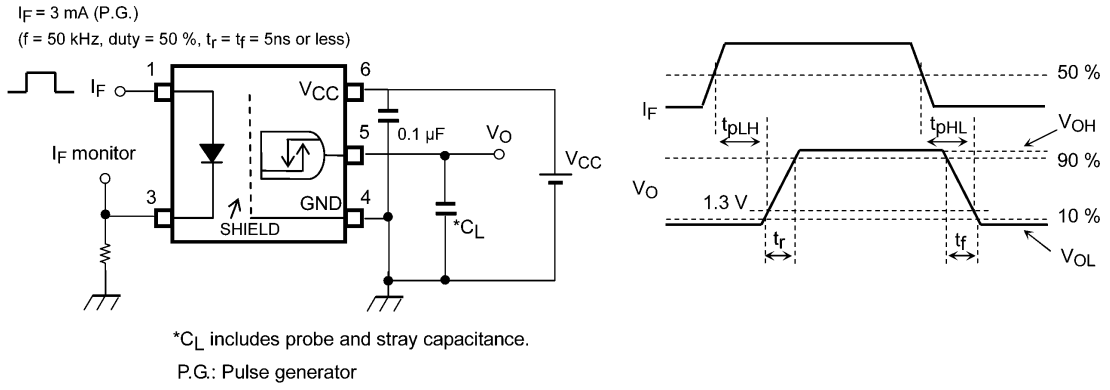 IF = 3 mA (P.G.)
(f = 50 kHz, duty = 50 %, tr = tf = 5ns or less)
IF
1
6
VCC
0.1 µF
5
VO
VCC
IF monitor
3
SHIELD
GND
4
*CL
*CL includes probe and stray capacitance.
P.G.: Pulse generator
50 %
IF
tpLH
tpHL
VOH
90 %
VO
1.3 V
10 %
tr
tf
VOL